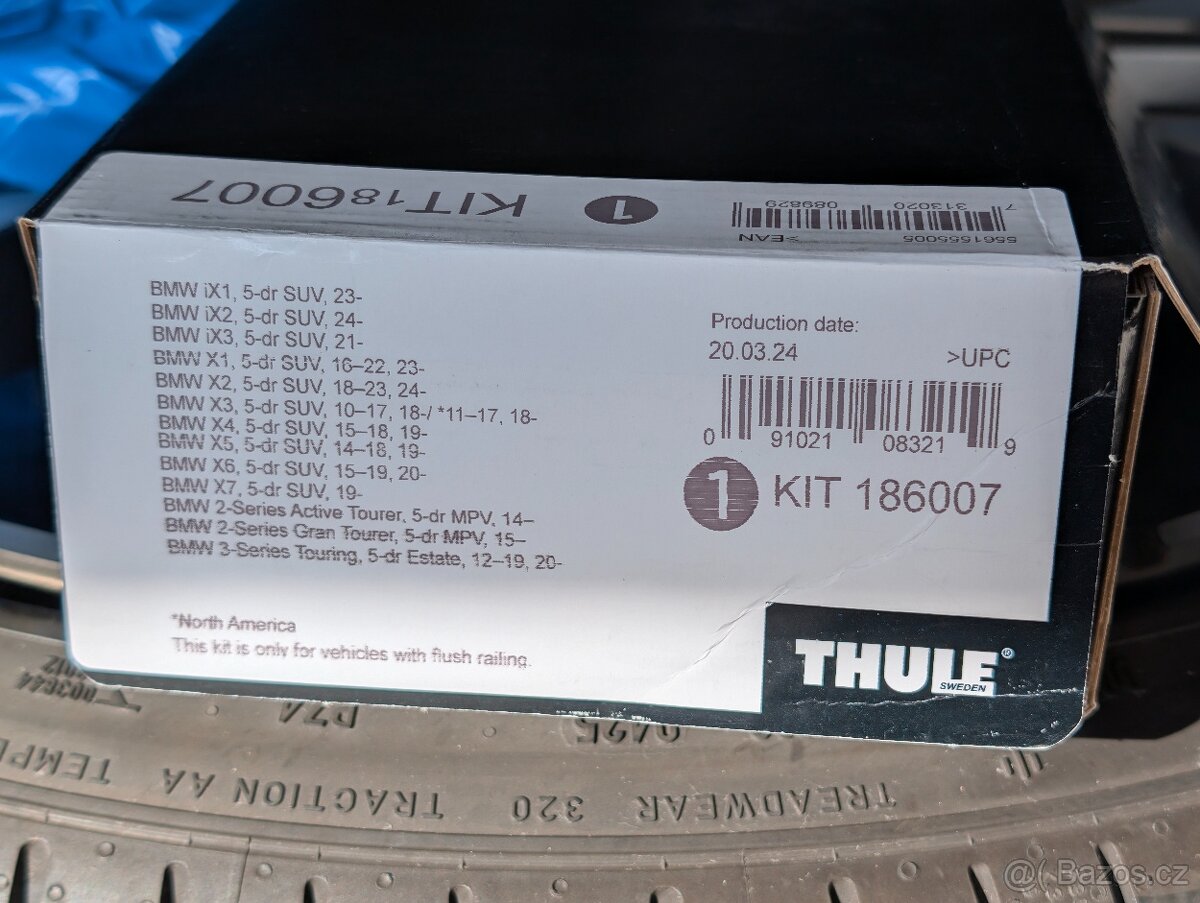 KIT 186007
1
7 313020 089829
>EAN
5561555005
BMW iX1, 5-dr SUV, 23-
BMW iX2, 5-dr SUV, 24-
BMW iX3, 5-dr SUV, 21-
BMW X1, 5-dr SUV, 16–22, 23-
BMW X2, 5-dr SUV, 18–23, 24-
BMW X3, 5-dr SUV, 10–17, 18-/ *11–17, 18-
BMW X4, 5-dr SUV, 15–18, 19-
BMW X5, 5-dr SUV, 14–18, 19-
BMW X6, 5-dr SUV, 15–19, 20-
BMW X7, 5-dr SUV, 19-
BMW 2-Series Active Tourer, 5-dr MPV, 14–
BMW 2-Series Gran Tourer, 5-dr MPV, 15–
BMW 3-Series Touring, 5-dr Estate, 12–19, 20-
*North America
This kit is only for vehicles with flush railing.
Production date:
20.03.24
>UPC
0 91021 08321 9
1 KIT 186007
THULE®
SWEDEN
TREADWEAR 320 TRACTION AA
@( Bazos.cz